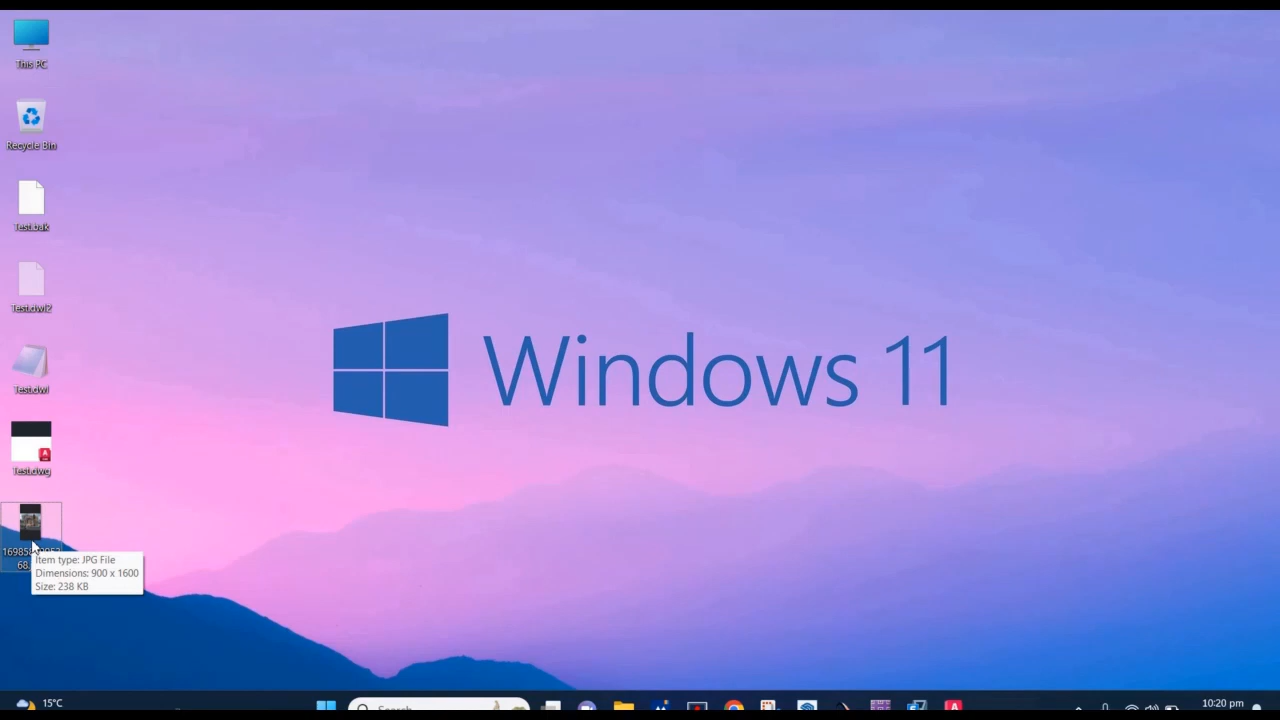 This PC
Recycle Bin
Test.bak
Test.dwl2
Test.dwl
Test.dwg
Item type: JPG File
Dimensions: 900 x 1600
Size: 238 KB
Windows 11
15°C
Search
10:20 pm